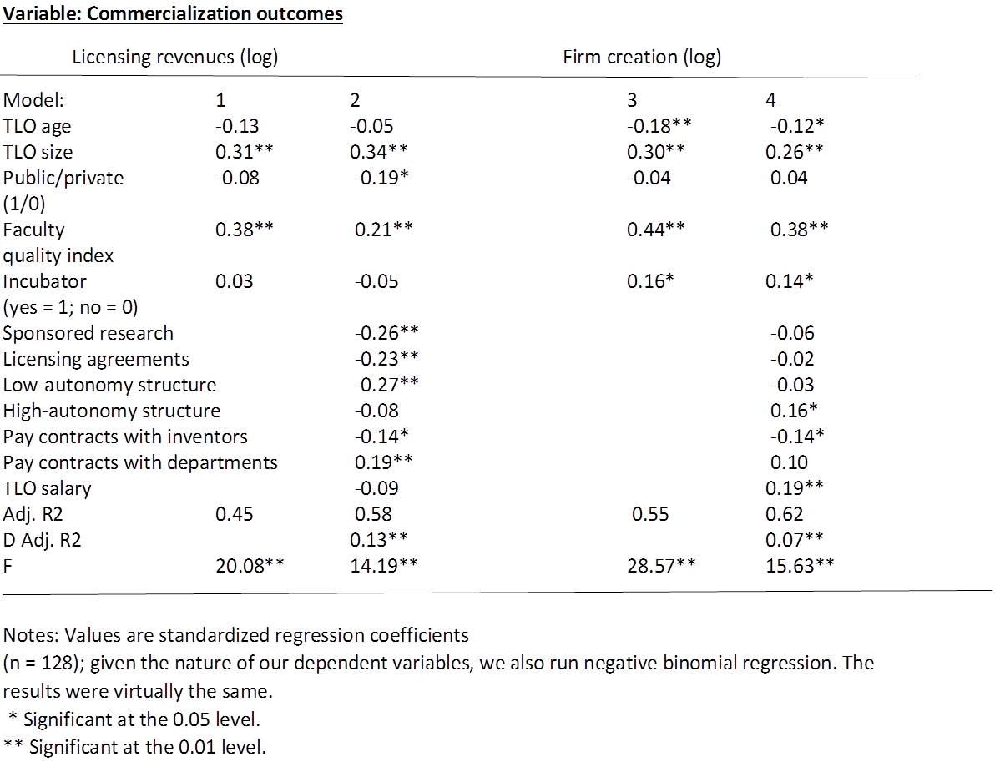 Variable: Commercialization outcomes
Licensing revenues (log) Firm creation (log)
Model: 1 2 3 4
TLO age -0.13 -0.05 -0.18** -0.12*
TLO size 0.31** 0.34** 0.30** 0.26**
Public/private -0.08 -0.19* -0.04 0.04
(1/0)
Faculty 0.38** 0.21** 0.44** 0.38**
quality index
Incubator 0.03 -0.05 0.16* 0.14*
(yes = 1; no = 0)
Sponsored research -0.26** -0.06
Licensing agreements -0.23** -0.02
Low-autonomy structure -0.27** -0.03
High-autonomy structure -0.08 0.16*
Pay contracts with inventors -0.14* -0.14*
Pay contracts with departments 0.19** 0.10
TLO salary -0.09 0.19**
Adj. R2 0.45 0.58 0.55 0.62
D Adj. R2 0.13** 0.07**
F 20.08** 14.19** 28.57** 15.63**
Notes: Values are standardized regression coefficients
(n = 128); given the nature of our dependent variables, we also run negative binomial regression. The
results were virtually the same.
* Significant at the 0.05 level.
** Significant at the 0.01 level.